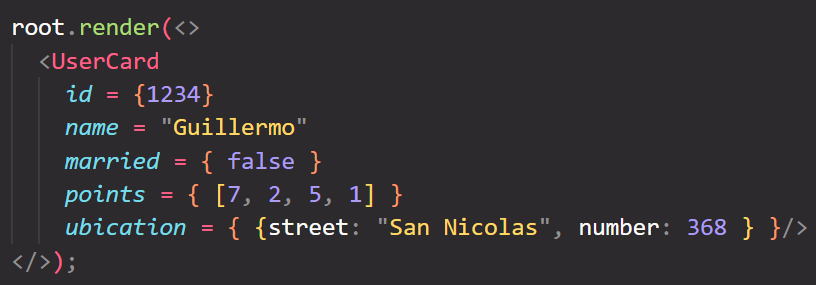 root.render(<>
<UserCard
id = {1234}
name = "Guillermo"
married = { false }
points = { [7, 2, 5, 1] }
ubication = { {street: "San Nicolas", number: 368 } }/>
</>);